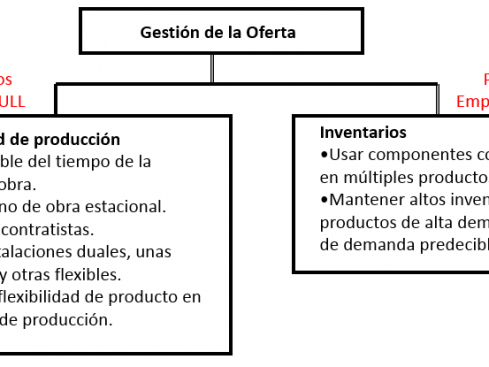 Gestión de la Oferta
os
ULL
P
Emp
d de producción
ble del tiempo de la
obra.
no de obra estacional.
contratistas.
talaciones duales, unas
y otras flexibles.
flexibilidad de producto en
de producción.
Inventarios
•Usar componentes co
en múltiples producto
•Mantener altos inven
productos de alta dem
de demanda predecibl